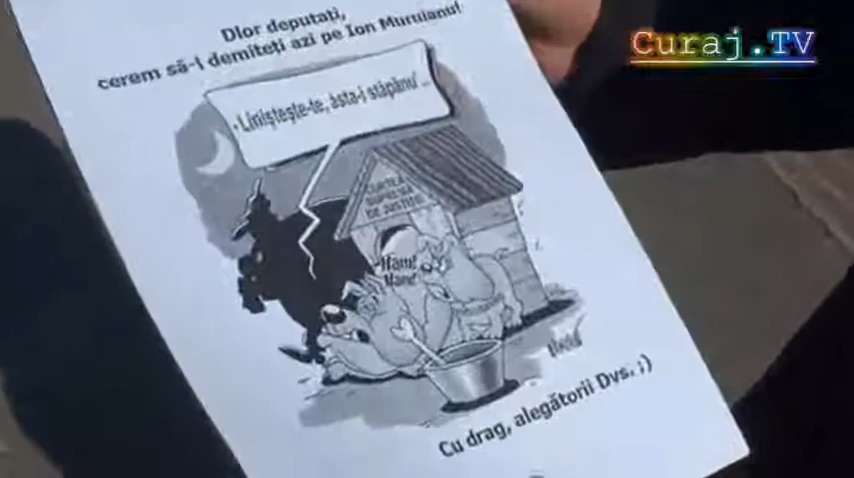 Curaj.TV
Dlor deputați,
cerem să-l demiteți azi pe Ion Muruianu!
- Liniștește-te, ăsta-i stăpânu' ...
CURTEA
SUPREMĂ
DE JUSTIȚIE
- Ham!
Ham!
Cu drag, alegătorii Dvs. ;)